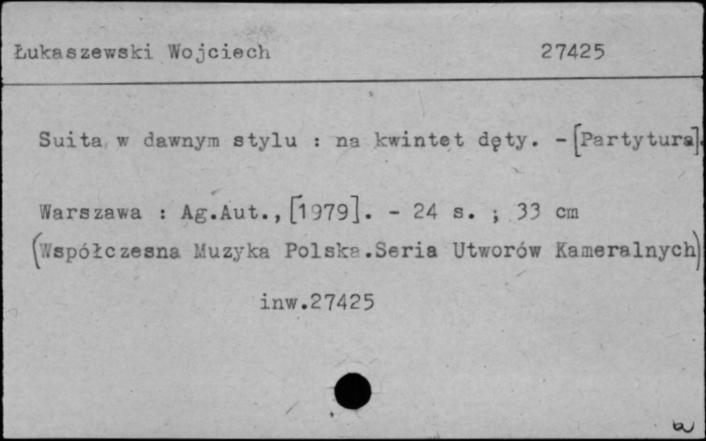 Łukaszewski Wojciech 27425
Suita w dawnym stylu : na kwintet dęty. - [Partytura].
Warszawa : Ag.Aut., [1979]. - 24 s. ; 33 cm
(Współczesna Muzyka Polska.Seria Utworów Kameralnych)
inw.27425